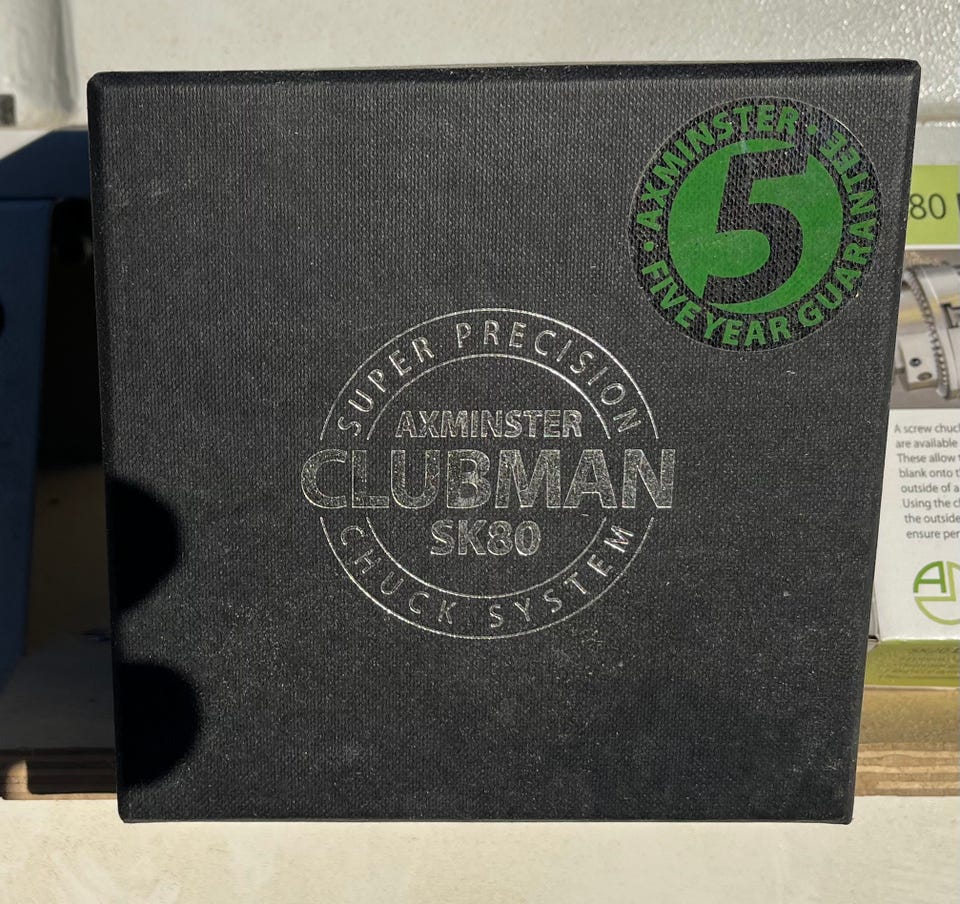 AXMINSTER • FIVE YEAR GUARANTEE •
5
SUPER PRECISION
AXMINSTER
CLUBMAN
SK80
CHUCK SYSTEM
80
A screw chuck
are available
These allow
blank onto
outside of a
Using the
the outside
ensure